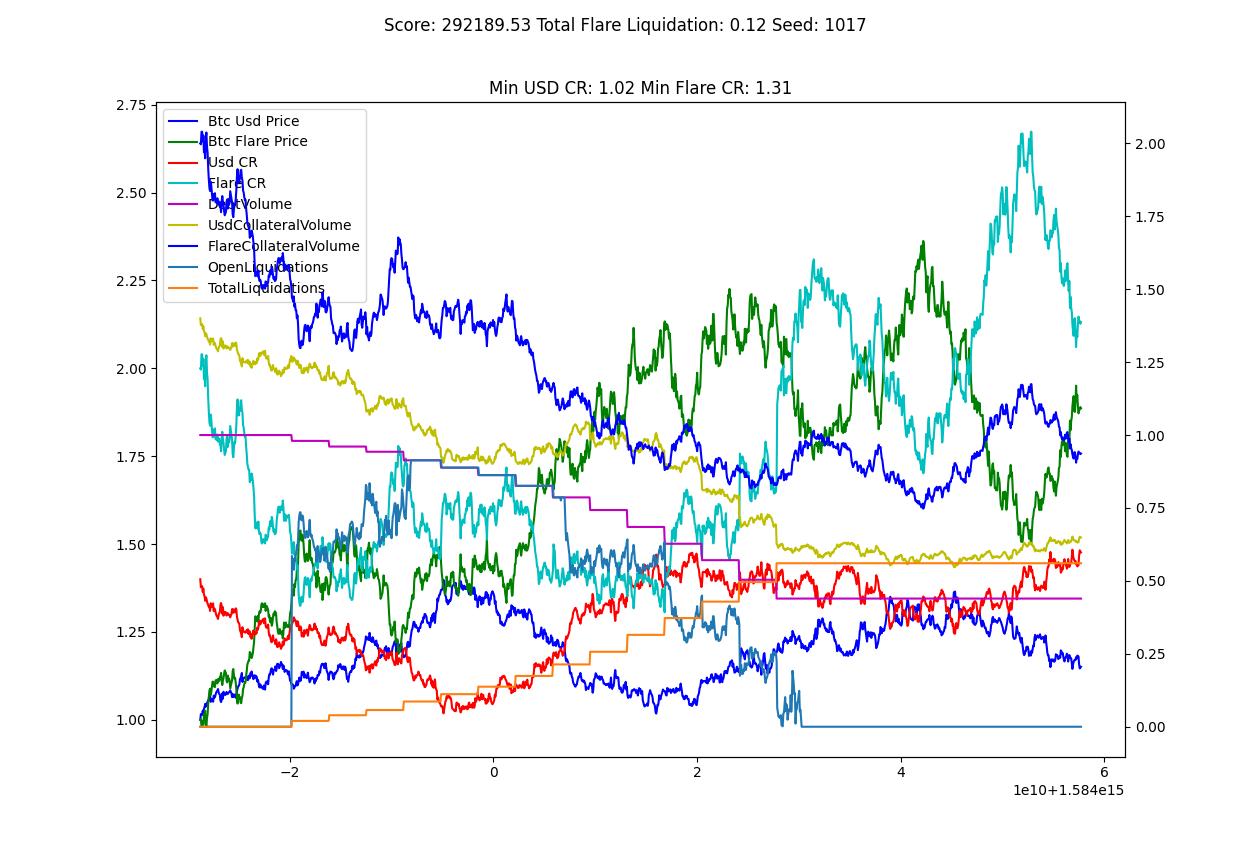 Score: 292189.53 Total Flare Liquidation: 0.12 Seed: 1017
Min USD CR: 1.02 Min Flare CR: 1.31
Btc Usd Price
Btc Flare Price
Usd CR
Flare CR
DebtVolume
UsdCollateralVolume
FlareCollateralVolume
OpenLiquidations
TotalLiquidations
2.75
2.50
2.25
2.00
1.75
1.50
1.25
1.00
2.00
1.75
1.50
1.25
1.00
0.75
0.50
0.25
0.00
−2
0
2
4
6
1e10+1.584e15